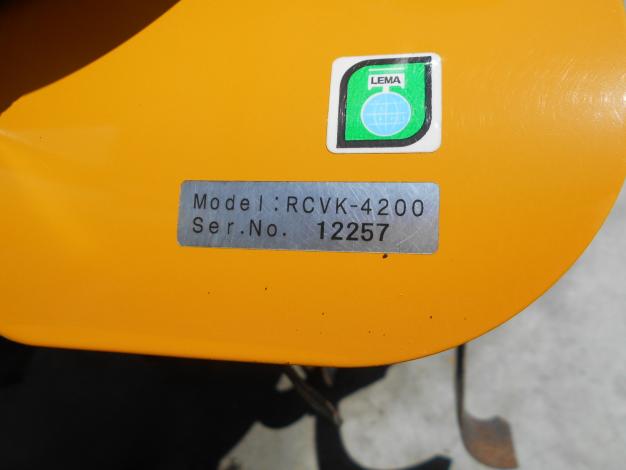 LEMA
Model:RCVK-4200
Ser.No. 12257